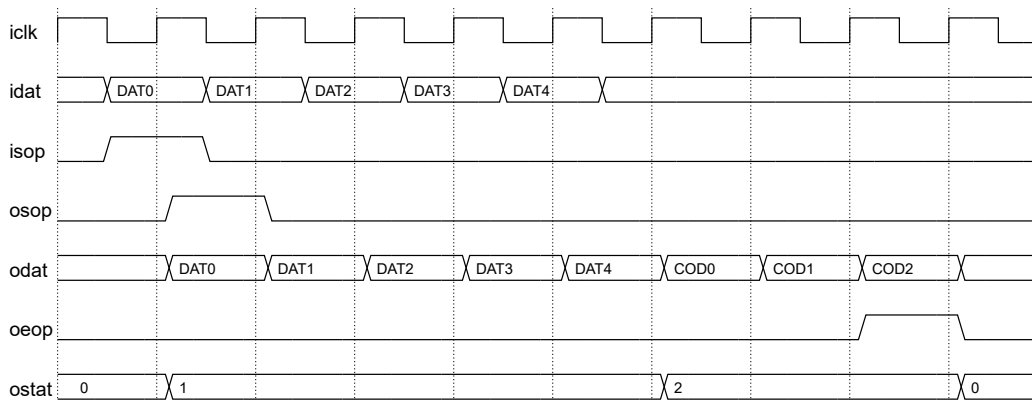 iclk
idat DAT0 DAT1 DAT2 DAT3 DAT4
isop
osop
odat DAT0 DAT1 DAT2 DAT3 DAT4 COD0 COD1 COD2
oeop
ostat 0 1 2 0